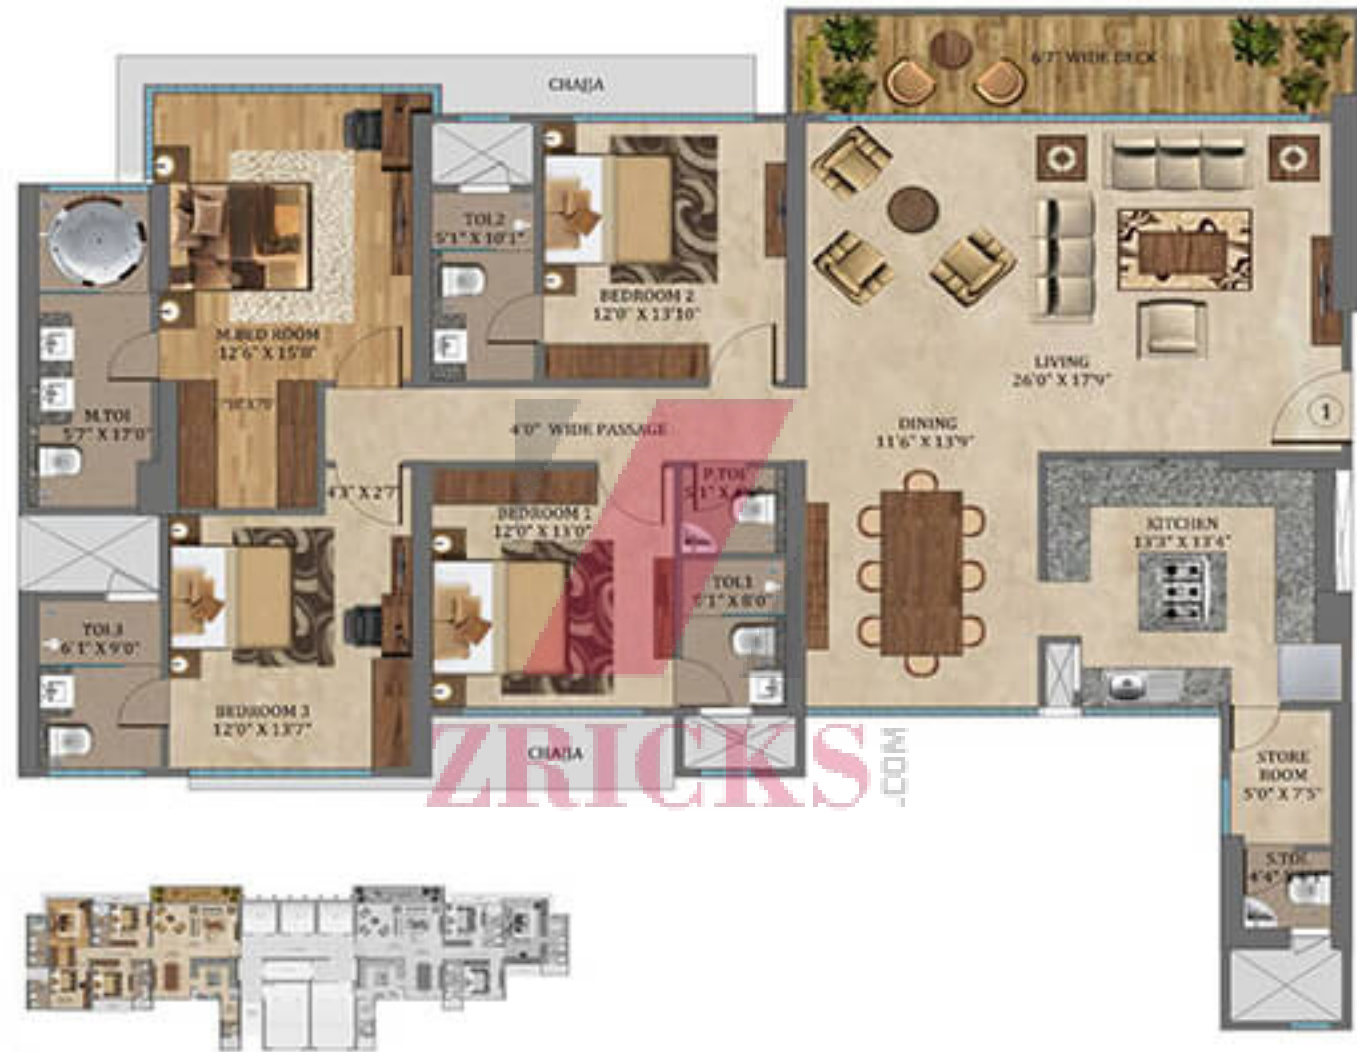 CHAJJA
6'7" WIDE DECK
TOI.2
5'1" X 10'1"
BEDROOM 2
12'0" X 13'10"
M.BED ROOM
12'6" X 15'8"
LIVING
26'0" X 17'9"
1
M.TOI
5'7" X 17'0"
4'0" WIDE PASSAGE
DINING
11'6" X 13'9"
4'3" X 2'7"
P.TOI
BEDROOM 1
12'0" X 13'0"
KITCHEN
13'3" X 13'4"
TOI.1
5'1" X 8'0"
TOI.3
6'1" X 9'0"
BEDROOM 3
12'0" X 13'7"
CHAJJA
ZRICKS
.COM
STORE
ROOM
5'0" X 7'5"
S.TOI.
4'4" X